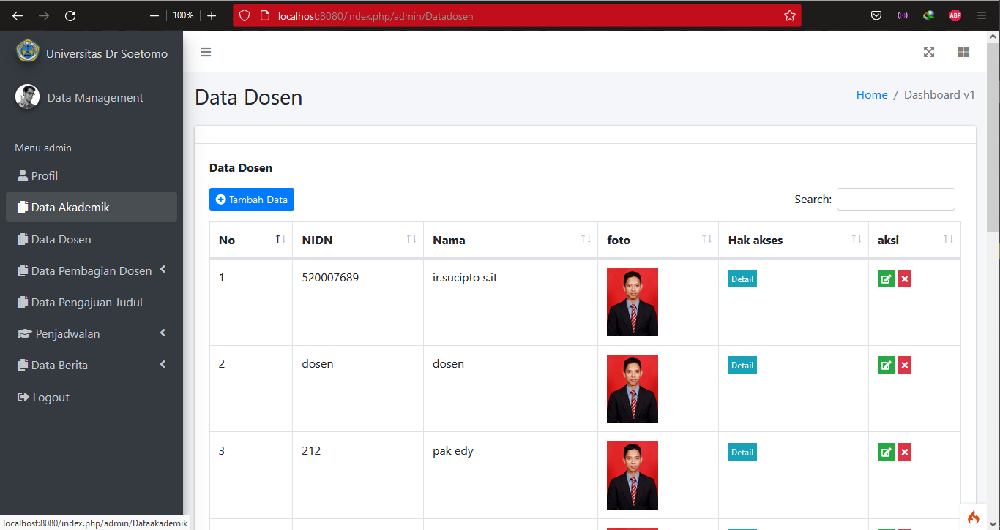 100%
localhost:8080/index.php/admin/Datadosen
ABP
Universitas Dr Soetomo
Data Management
Menu admin
Profil
Data Akademik
Data Dosen
Data Pembagian Dosen
Data Pengajuan Judul
Penjadwalan
Data Berita
Logout
Data Dosen
Home / Dashboard v1
Data Dosen
Tambah Data
Search:
No NIDN Nama foto Hak akses aksi
1 520007689 ir.sucipto s.it Detail
2 dosen dosen Detail
3 212 pak edy Detail
localhost:8080/index.php/admin/Dataakademik